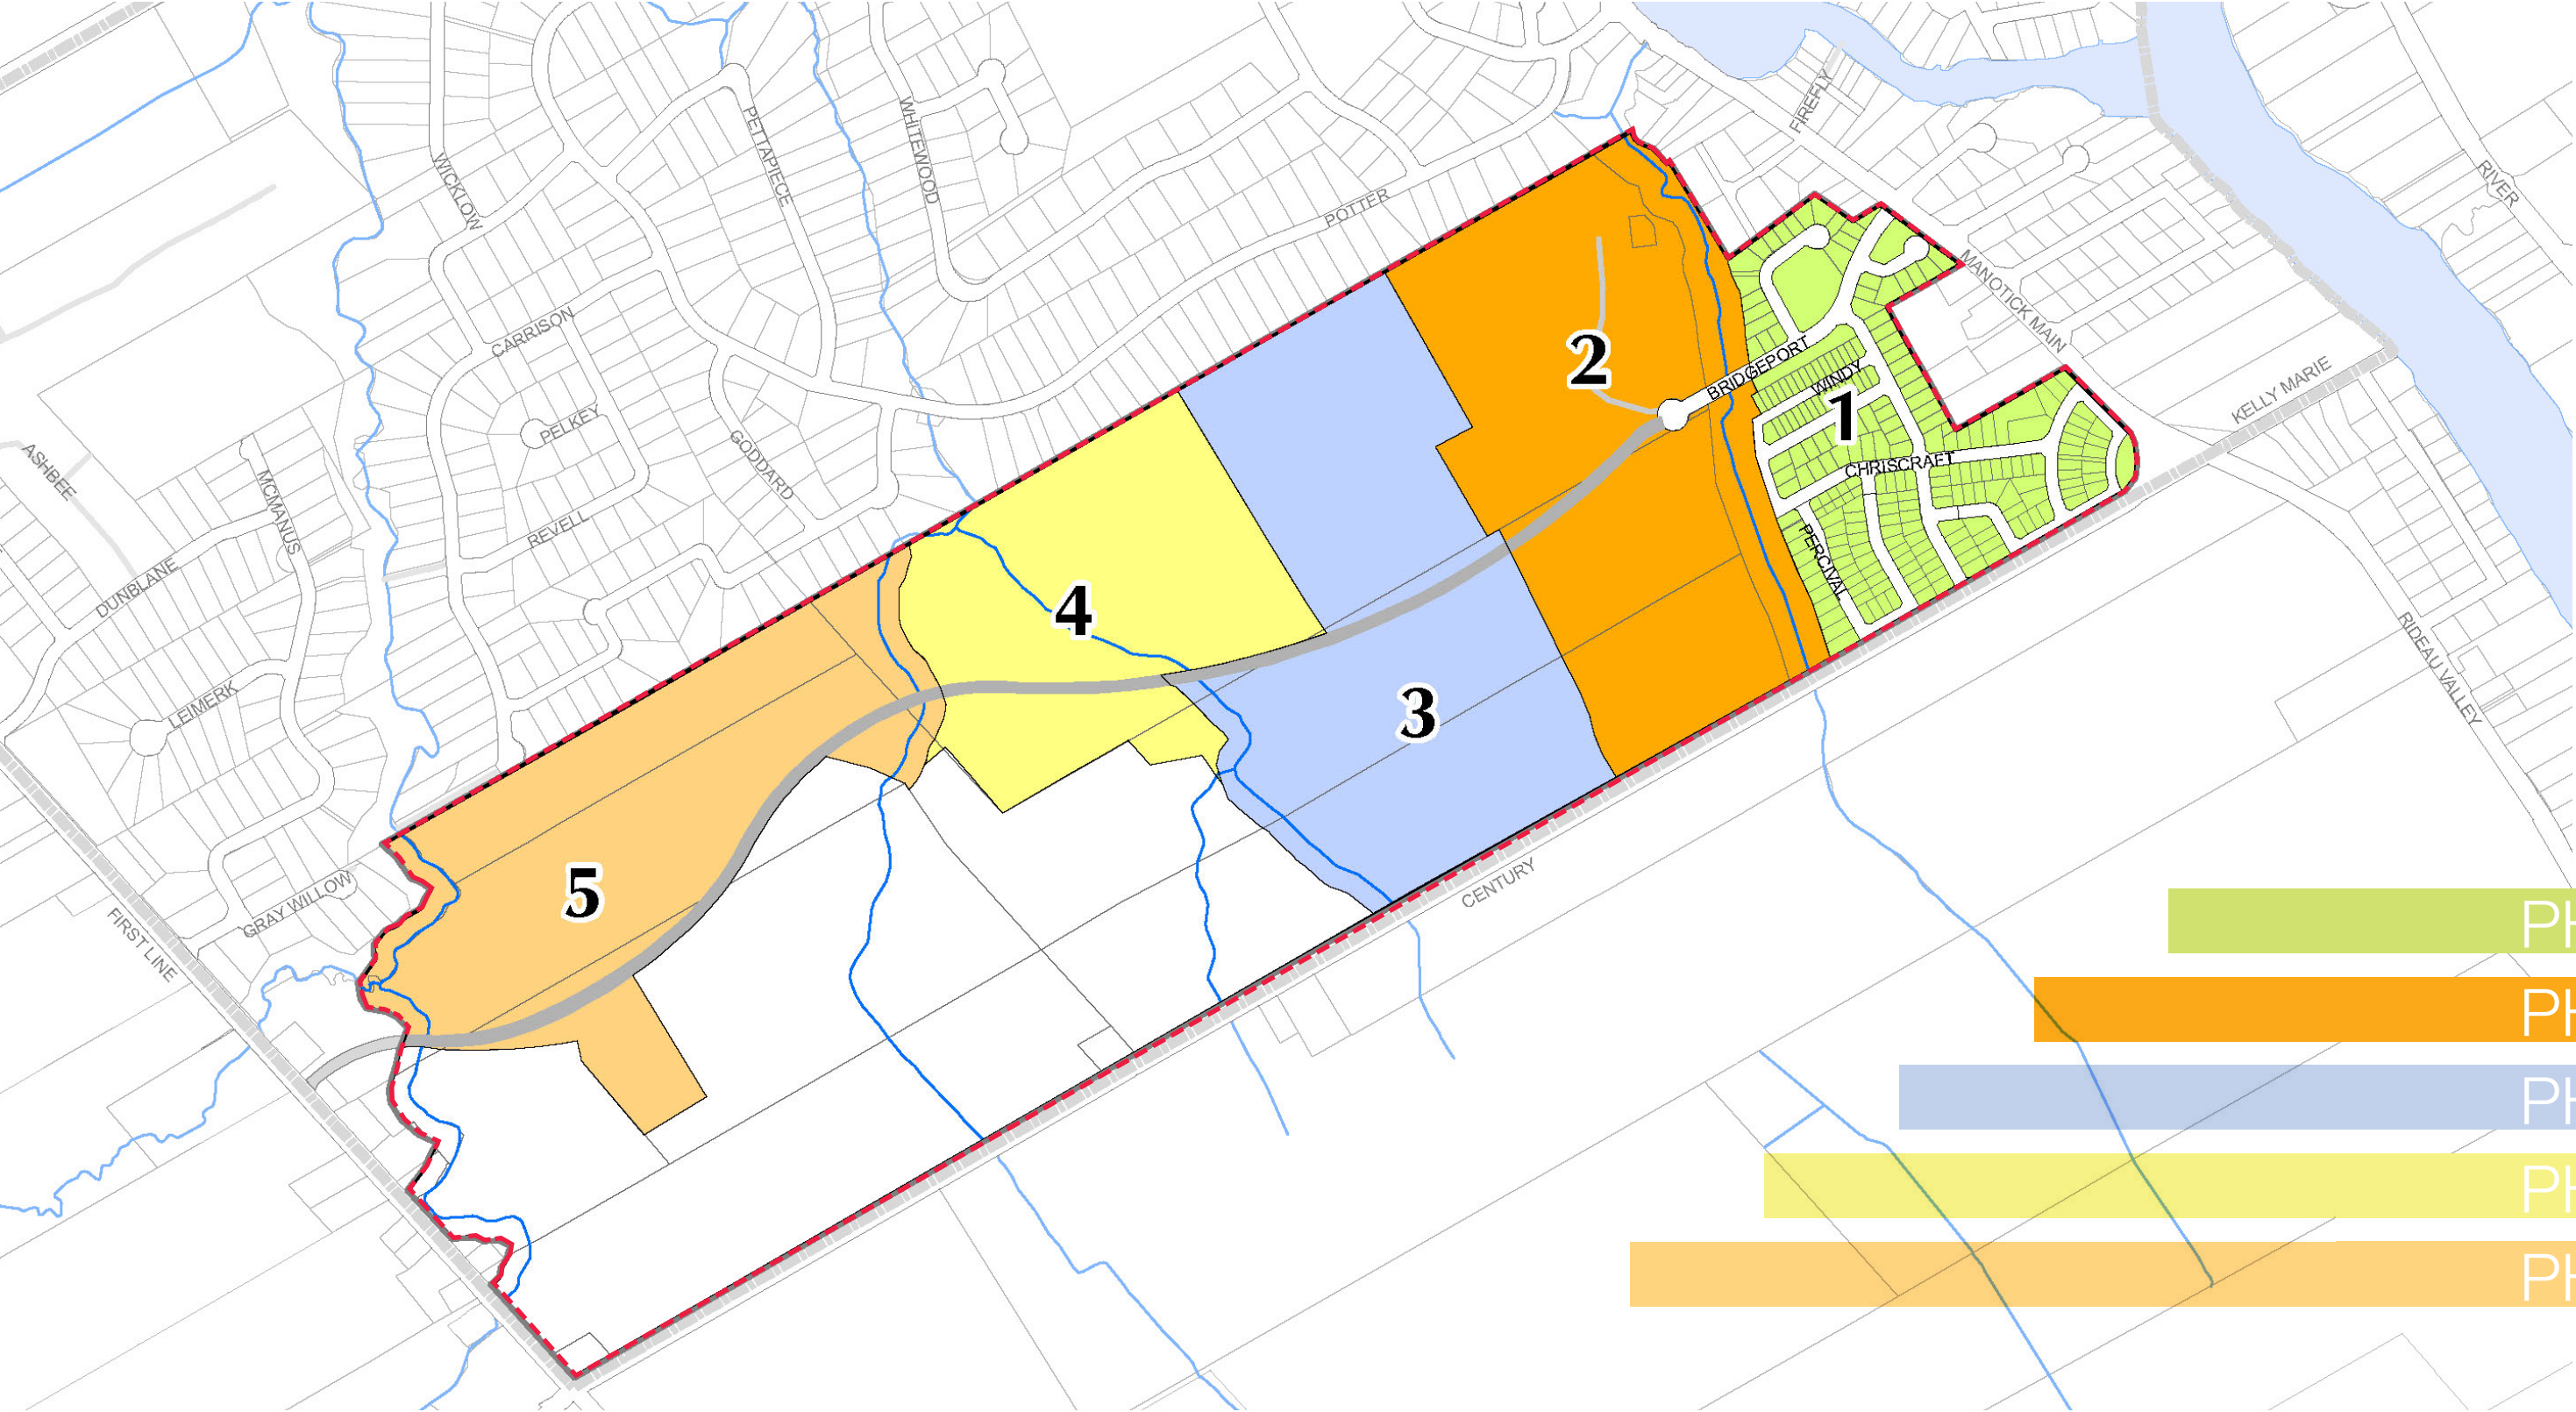 WICKLOW
PETTAPIECE
WHITEWOOD
POTTER
FIREFLY
RIVER
MANOTICK MAIN
KELLY MARIE
CARRISON
PELKEY
GODDARD
REVELL
ASHBEE
MCMANUS
DUNBLANE
LEIMERK
GRAY WILLOW
FIRST LINE
BRIDGEPORT
WINDY
CHRISCRAFT
PERCIVAL
RIDEAU VALLEY
CENTURY
1
2
3
4
5
PH
PH
PH
PH
PH